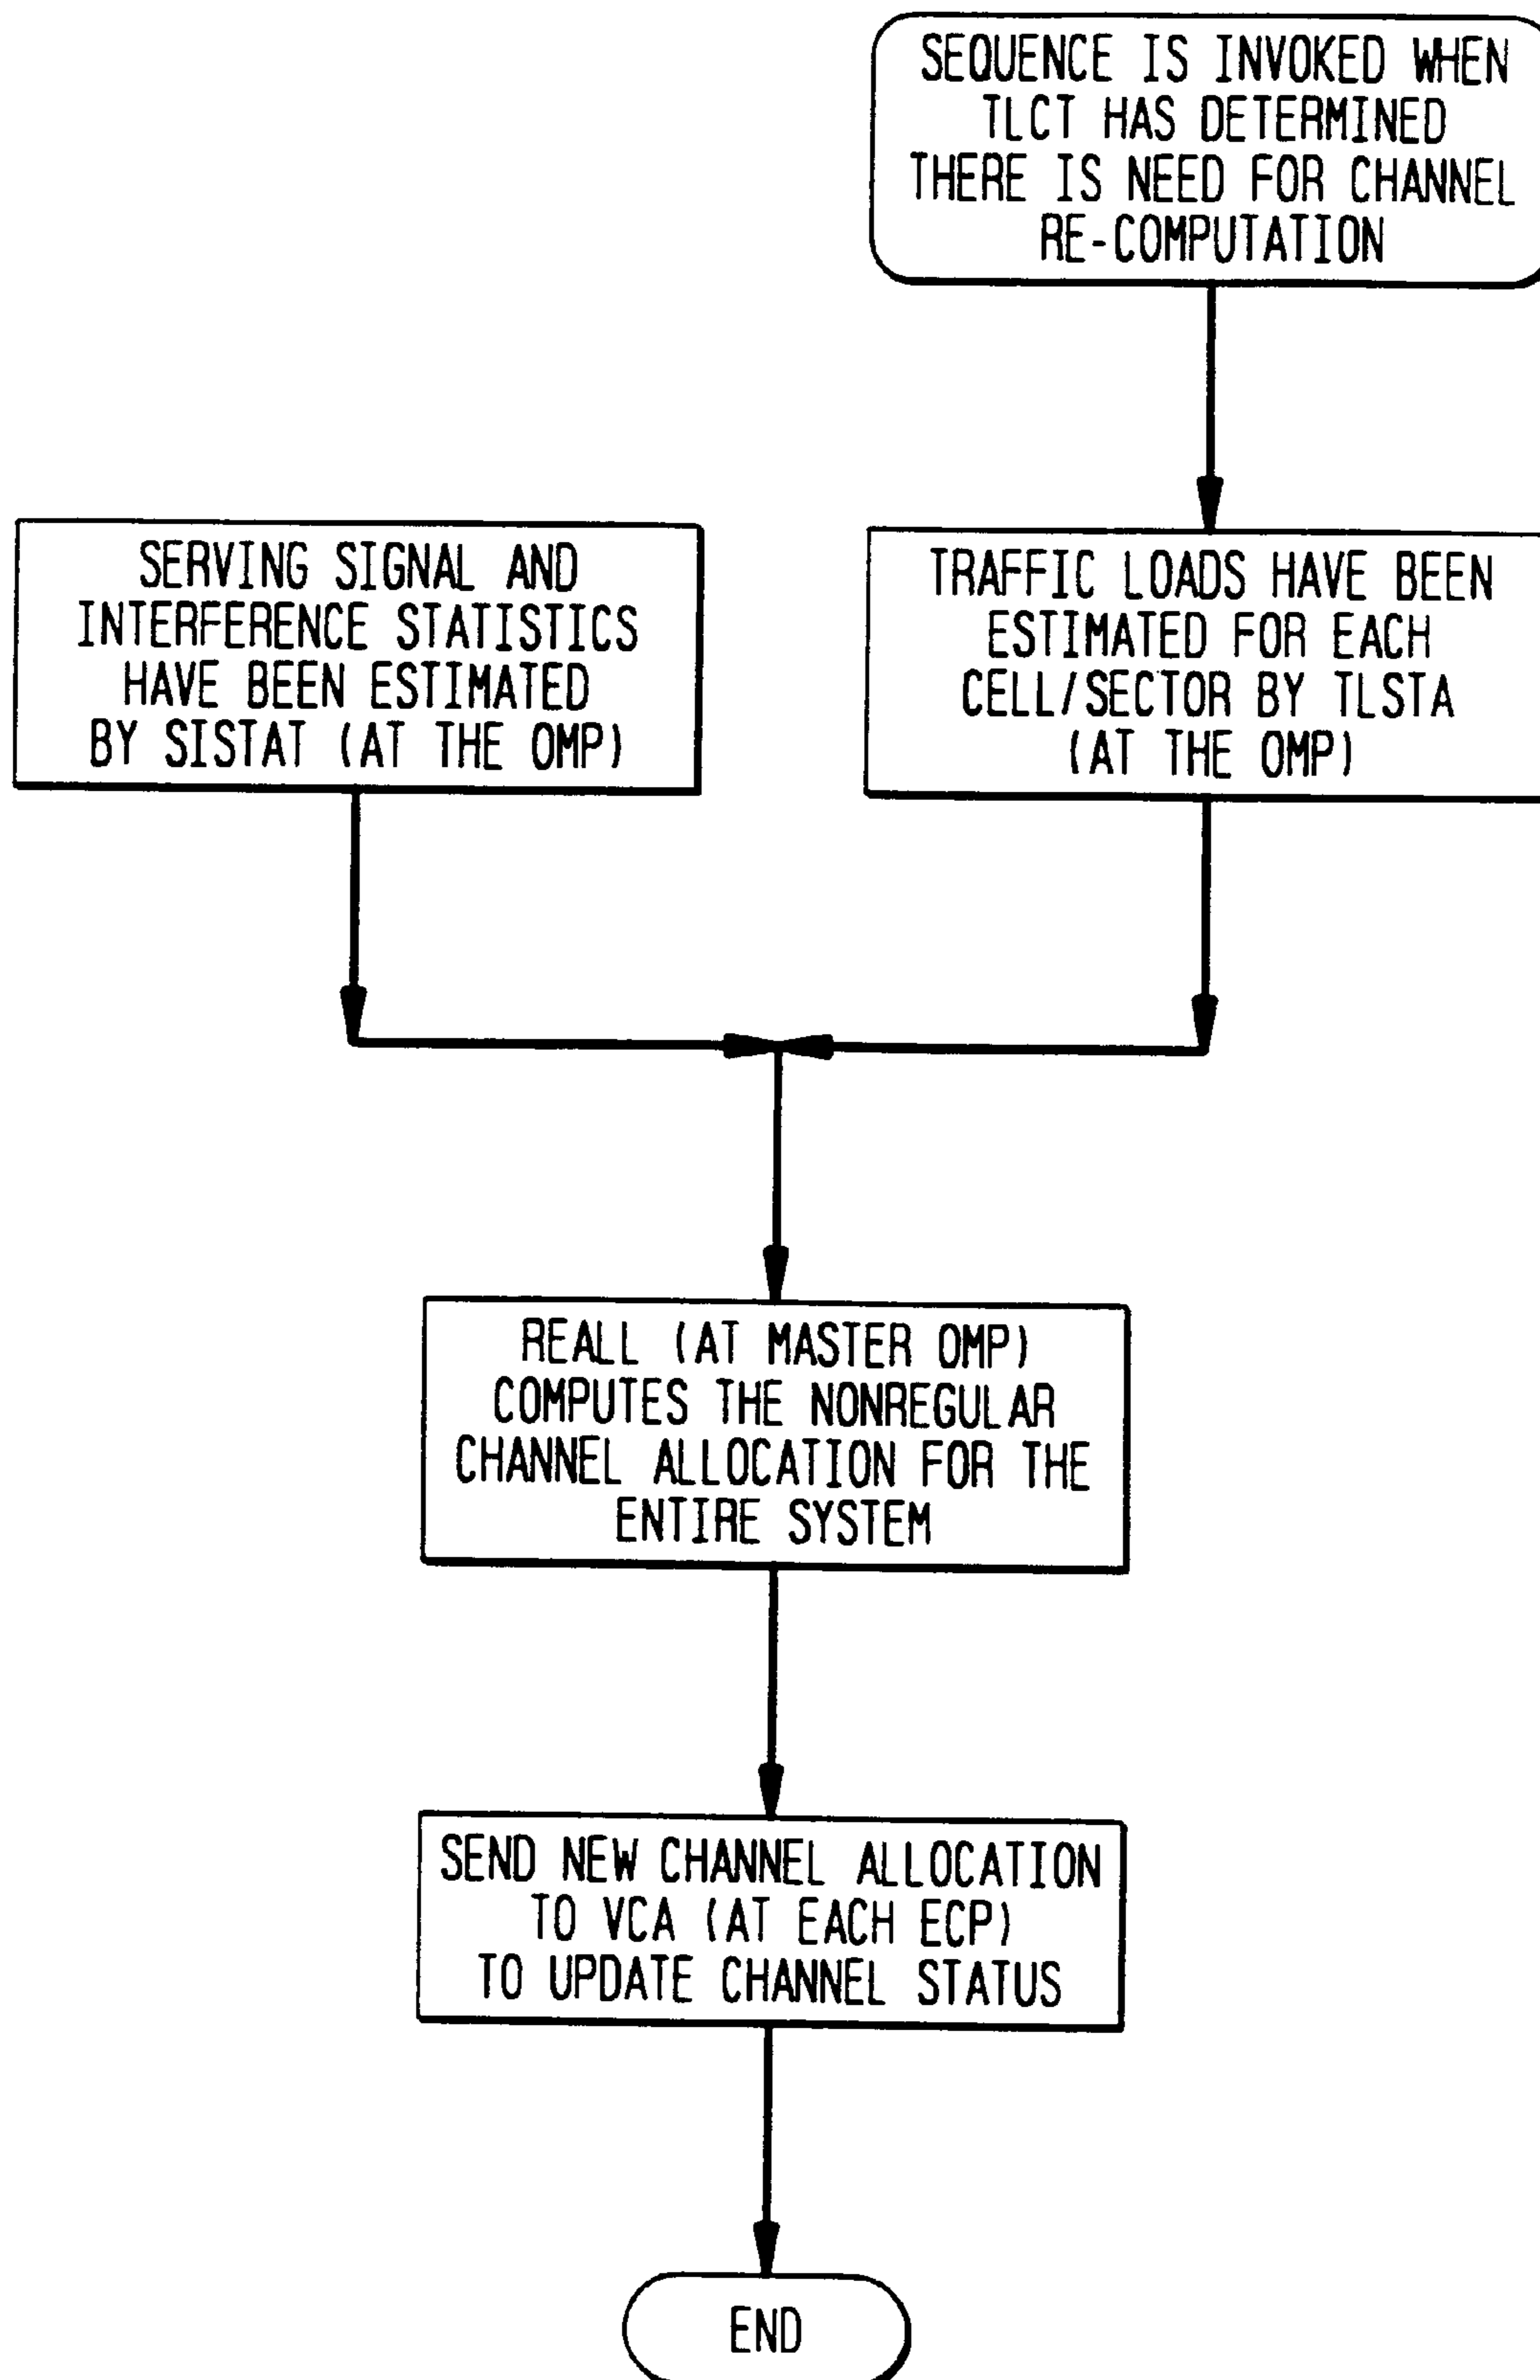 SEQUENCE IS INVOKED WHEN
TLCT HAS DETERMINED
THERE IS NEED FOR CHANNEL
RE-COMPUTATION
SERVING SIGNAL AND
INTERFERENCE STATISTICS
HAVE BEEN ESTIMATED
BY SISTAT (AT THE OMP)
TRAFFIC LOADS HAVE BEEN
ESTIMATED FOR EACH
CELL/SECTOR BY TLSTA
(AT THE OMP)
REALL (AT MASTER OMP)
COMPUTES THE NONREGULAR
CHANNEL ALLOCATION FOR THE
ENTIRE SYSTEM
SEND NEW CHANNEL ALLOCATION
TO VCA (AT EACH ECP)
TO UPDATE CHANNEL STATUS
END